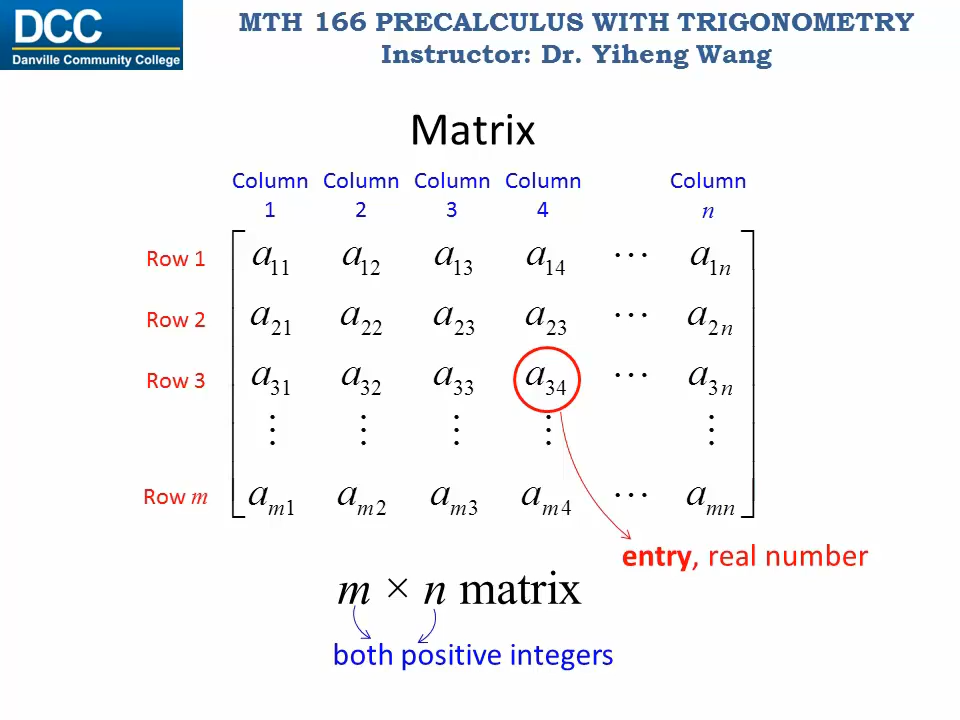 DCC
Danville Community College
MTH 166 PRECALCULUS WITH TRIGONOMETRY
Instructor: Dr. Yiheng Wang
Matrix
Column 1 Column 2 Column 3 Column 4 Column n
Row 1 a11 a12 a13 a14 ⋯ a1n
Row 2 a21 a22 a23 a23 ⋯ a2n
Row 3 a31 a32 a33 a34 ⋯ a3n
⋮ ⋮ ⋮ ⋮ ⋮
Row m am1 am2 am3 am4 ⋯ amn
entry, real number
m × n matrix
both positive integers